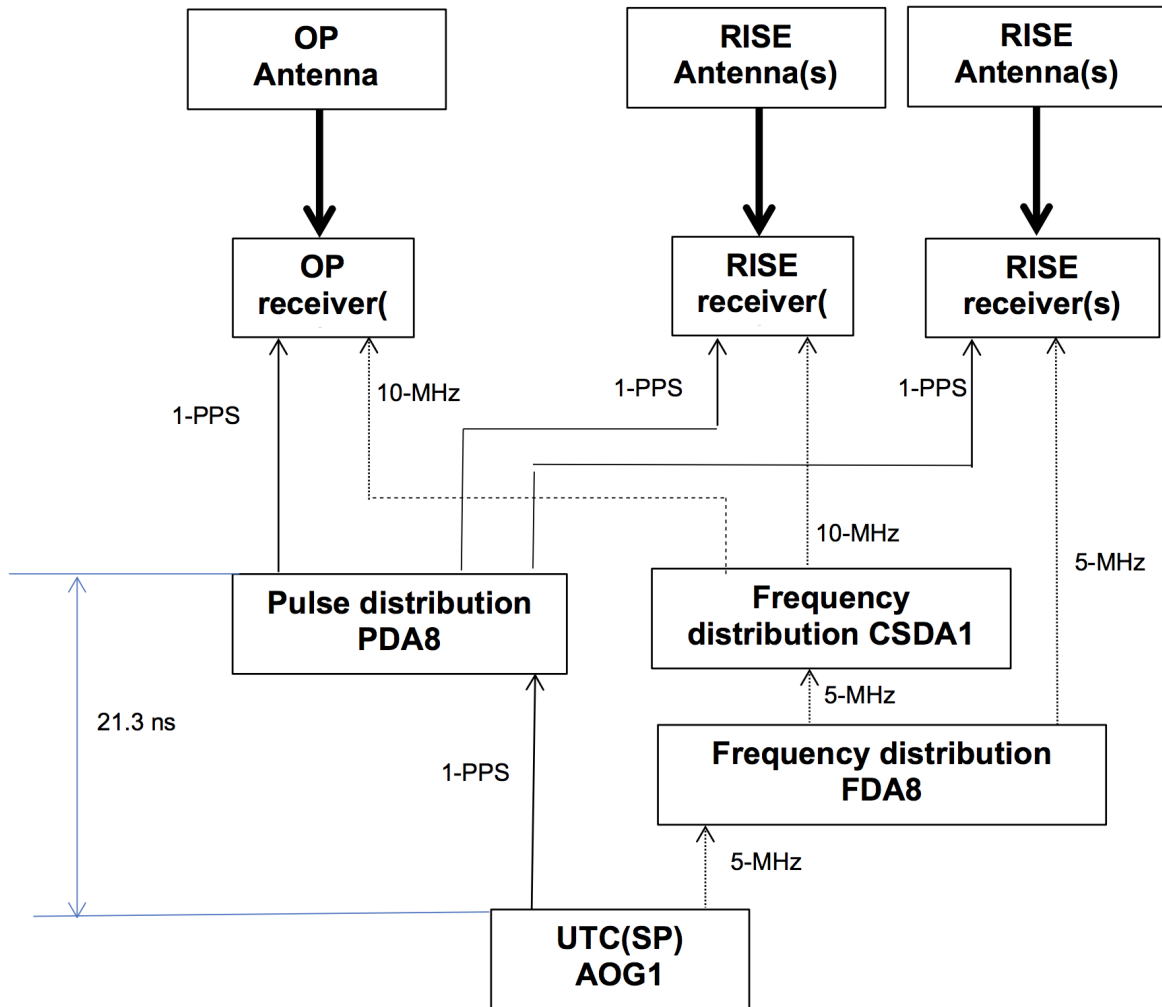 OP
Antenna
RISE
Antenna(s)
RISE
Antenna(s)
OP
receiver(
RISE
receiver(
RISE
receiver(s)
1-PPS
10-MHz
1-PPS
1-PPS
10-MHz
5-MHz
Pulse distribution
PDA8
Frequency
distribution CSDA1
5-MHz
21.3 ns
1-PPS
Frequency distribution
FDA8
5-MHz
UTC(SP)
AOG1